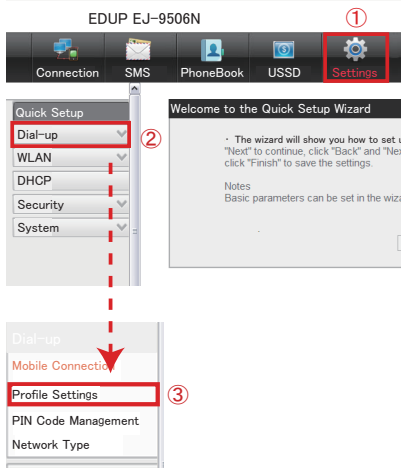 EDUP EJ-9506N
①
Connection SMS PhoneBook USSD Settings
Quick Setup
Dial-up
②
WLAN
DHCP
Security
System
Welcome to the Quick Setup Wizard
· The wizard will show you how to set
"Next" to continue, click "Back" and
click "Finish" to save the settings.
Notes
Basic parameters can be set in the
Dial-up
Mobile Connection
Profile Settings
③
PIN Code Management
Network Type